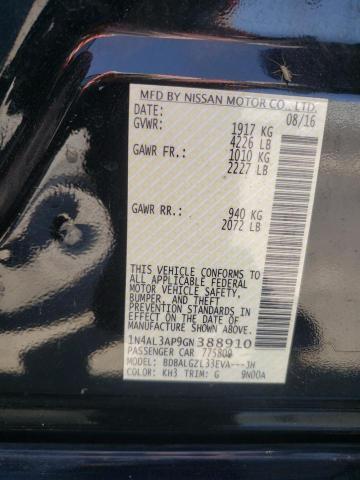 MFD BY NISSAN MOTOR CO., LTD.
DATE: 08/16
GVWR: 1917 KG
4226 LB
GAWR FR.: 1010 KG
2227 LB
GAWR RR.: 940 KG
2072 LB
THIS VEHICLE CONFORMS TO
ALL APPLICABLE FEDERAL
MOTOR VEHICLE SAFETY,
BUMPER, AND THEFT
PREVENTION STANDARDS IN
EFFECT ON THE DATE OF
MANUFACTURE SHOWN ABOVE.
1N4AL3AP9GN388910
PASSENGER CAR 775809
MODEL: BDBALGZL33EVA---JH
COLOR: KH3 TRIM: G 9N00A